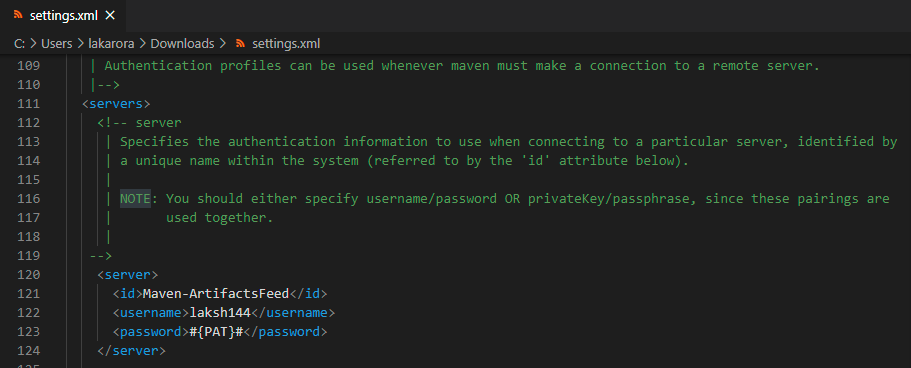 settings.xml
C: > Users > lakarora > Downloads > settings.xml
109 | Authentication profiles can be used whenever maven must make a connection to a remote server.
110 |-->
111 <servers>
112 <!-- server
113 | Specifies the authentication information to use when connecting to a particular server, identified by
114 | a unique name within the system (referred to by the 'id' attribute below).
115 |
116 | NOTE: You should either specify username/password OR privateKey/passphrase, since these pairings are
117 | used together.
118 |
119 -->
120 <server>
121 <id>Maven-ArtifactsFeed</id>
122 <username>laksh144</username>
123 <password>#{PAT}#</password>
124 </server>